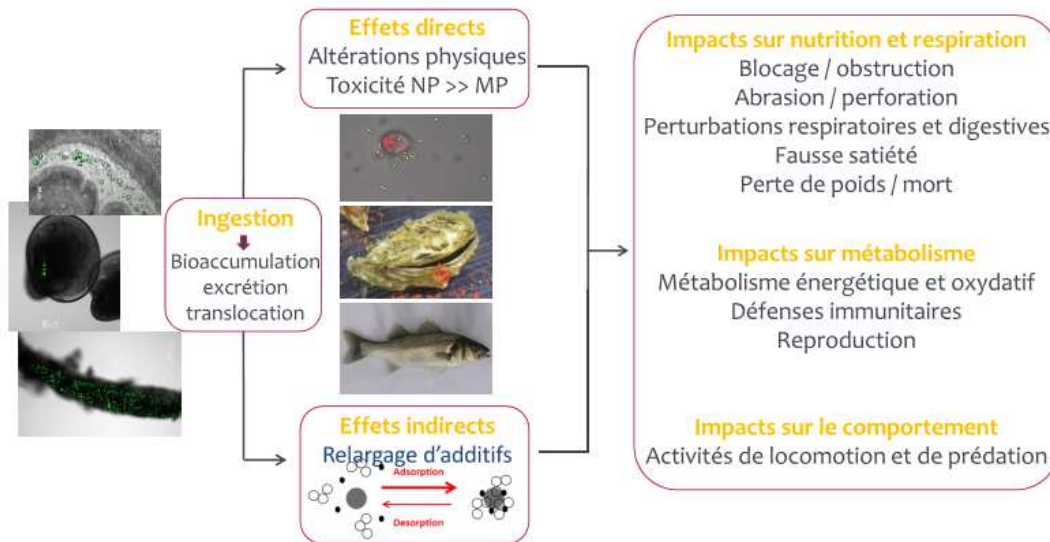 Effets directs
Altérations physiques
Toxicité NP >> MP
Ingestion
Bioaccumulation
excrétion
translocation
Effets indirects
Relargage d'additifs
Adsorption
Desorption
Impacts sur nutrition et respiration
Blocage / obstruction
Abrasion / perforation
Perturbations respiratoires et digestives
Fausse satiété
Perte de poids / mort
Impacts sur métabolisme
Métabolisme énergétique et oxydatif
Défenses immunitaires
Reproduction
Impacts sur le comportement
Activités de locomotion et de prédation